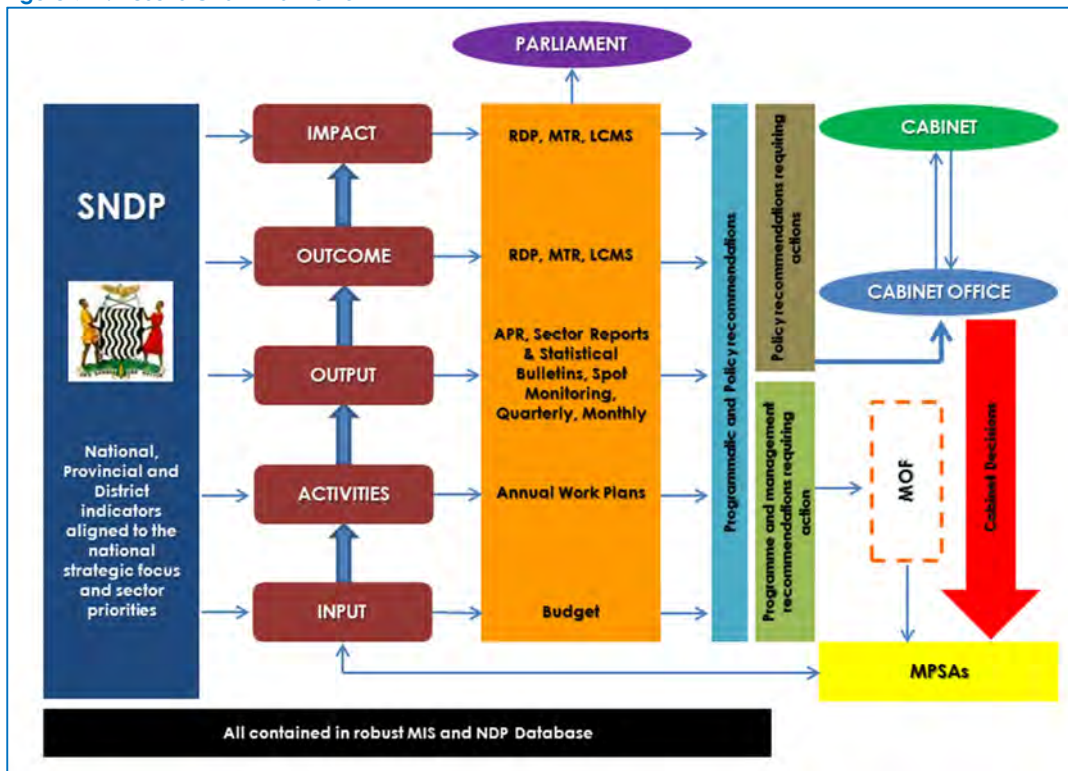 PARLIAMENT
SNDP
National,
Provincial and
District
indicators
aligned to the
national
strategic focus
and sector
priorities
IMPACT
OUTCOME
OUTPUT
ACTIVITIES
INPUT
RDP, MTR, LCMS
RDP, MTR, LCMS
APR, Sector Reports
& Statistical
Bulletins, Spot
Monitoring,
Quarterly, Monthly
Annual Work Plans
Budget
Programmatic and Policy recommendations
Policy recommendations requiring
actions
Programme and management
recommendations requiring
action
CABINET
CABINET OFFICE
MOF
Cabinet Decisions
MPSAs
All contained in robust MIS and NDP Database